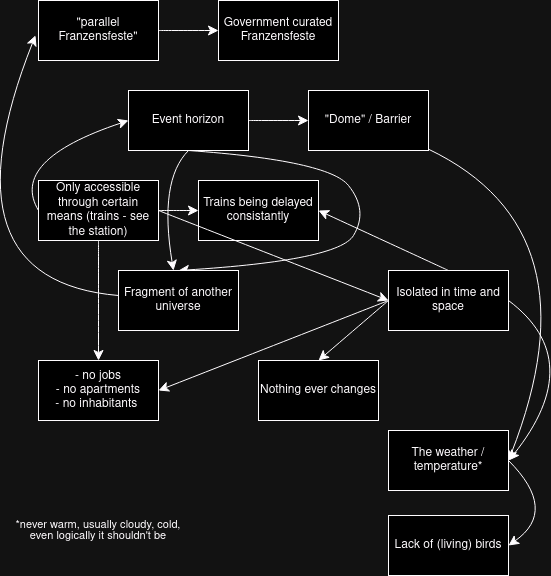 "parallel
Franzensfeste"
Government curated
Franzensfeste
Event horizon
"Dome" / Barrier
Only accessible
through certain
means (trains - see
the station)
Trains being delayed
consistantly
Fragment of another
universe
Isolated in time and
space
- no jobs
- no apartments
- no inhabitants
Nothing ever changes
The weather /
temperature*
*never warm, usually cloudy, cold,
even logically it shouldn't be
Lack of (living) birds